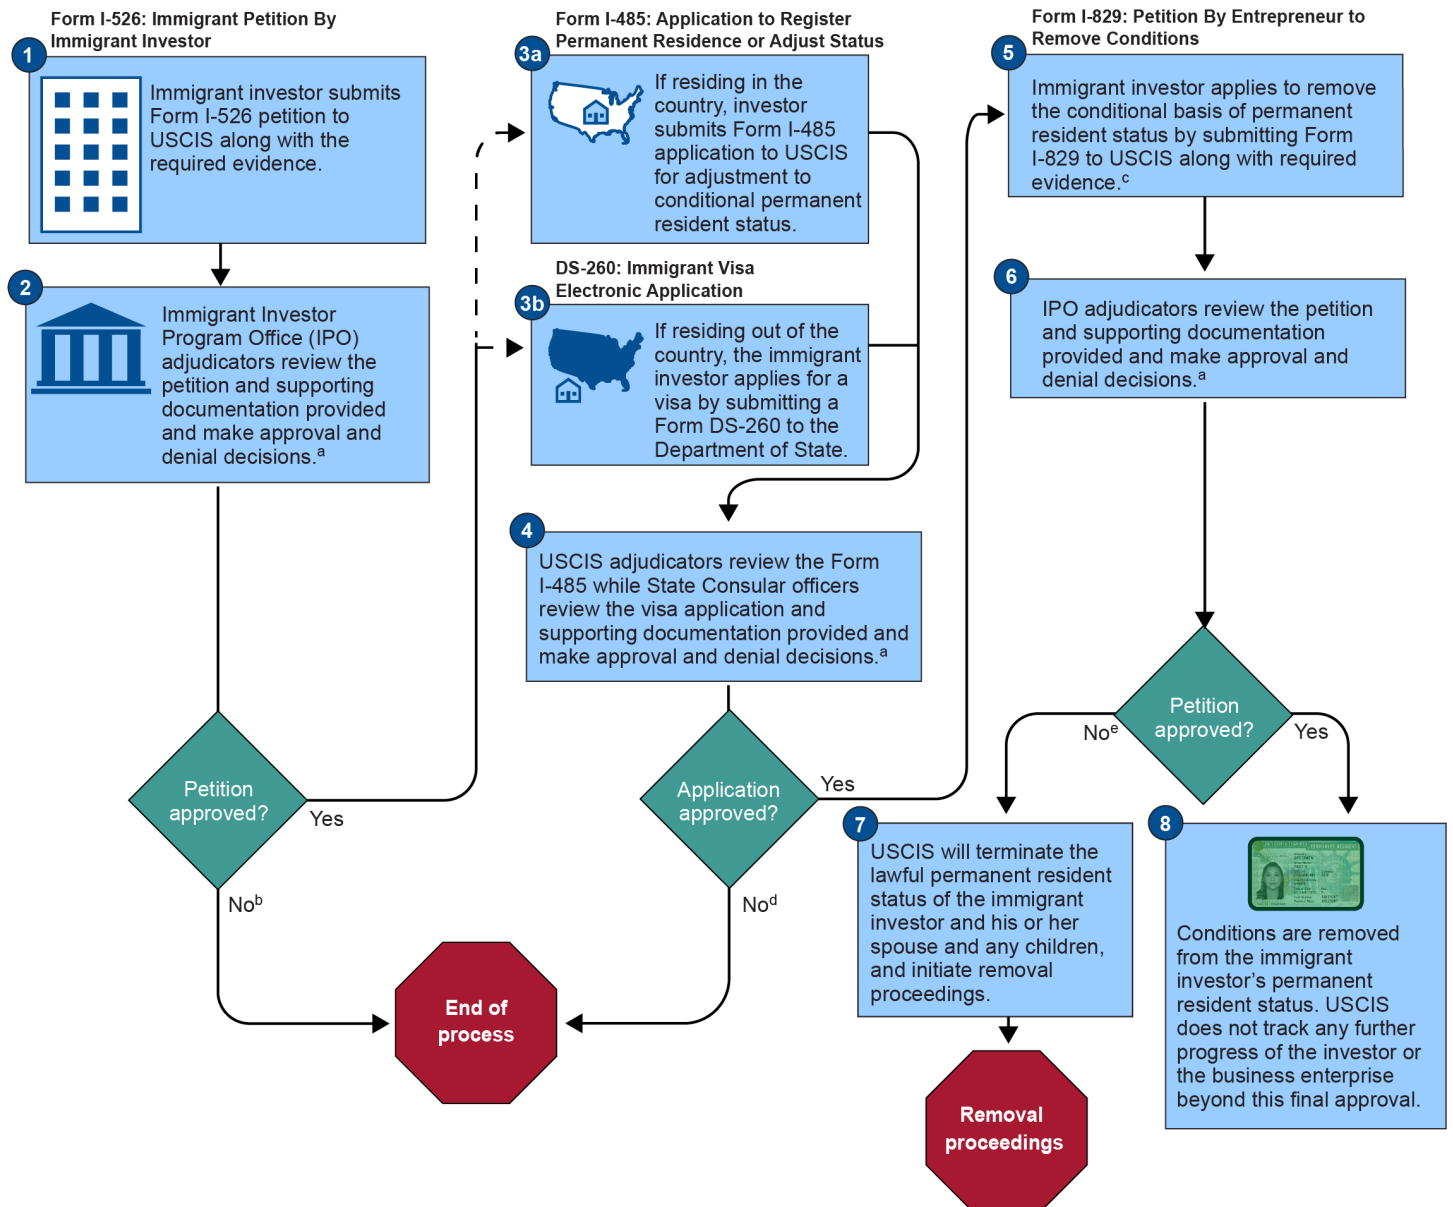 Form I-526: Immigrant Petition By
Immigrant Investor
1
Immigrant investor submits
Form I-526 petition to
USCIS along with the
required evidence.
2
Immigrant Investor
Program Office (IPO)
adjudicators review the
petition and supporting
documentation provided
and make approval and
denial decisions.a
Petition
approved?
Yes
Nob
End of
process
Form I-485: Application to Register
Permanent Residence or Adjust Status
3a
If residing in the
country, investor
submits Form I-485
application to USCIS
for adjustment to
conditional permanent
resident status.
DS-260: Immigrant Visa
Electronic Application
3b
If residing out of the
country, the immigrant
investor applies for a
visa by submitting a
Form DS-260 to the
Department of State.
4
USCIS adjudicators review the Form
I-485 while State Consular officers
review the visa application and
supporting documentation provided and
make approval and denial decisions.a
Application
approved?
Yes
Nod
Form I-829: Petition By Entrepreneur to
Remove Conditions
5
Immigrant investor applies to remove
the conditional basis of permanent
resident status by submitting Form
I-829 to USCIS along with required
evidence.c
6
IPO adjudicators review the petition
and supporting documentation
provided and make approval and
denial decisions.a
Petition
approved?
Noe
Yes
7
USCIS will terminate the
lawful permanent resident
status of the immigrant
investor and his or her
spouse and any children,
and initiate removal
proceedings.
Removal
proceedings
8
Conditions are removed
from the immigrant
investor's permanent
resident status. USCIS
does not track any further
progress of the investor or
the business enterprise
beyond this final approval.